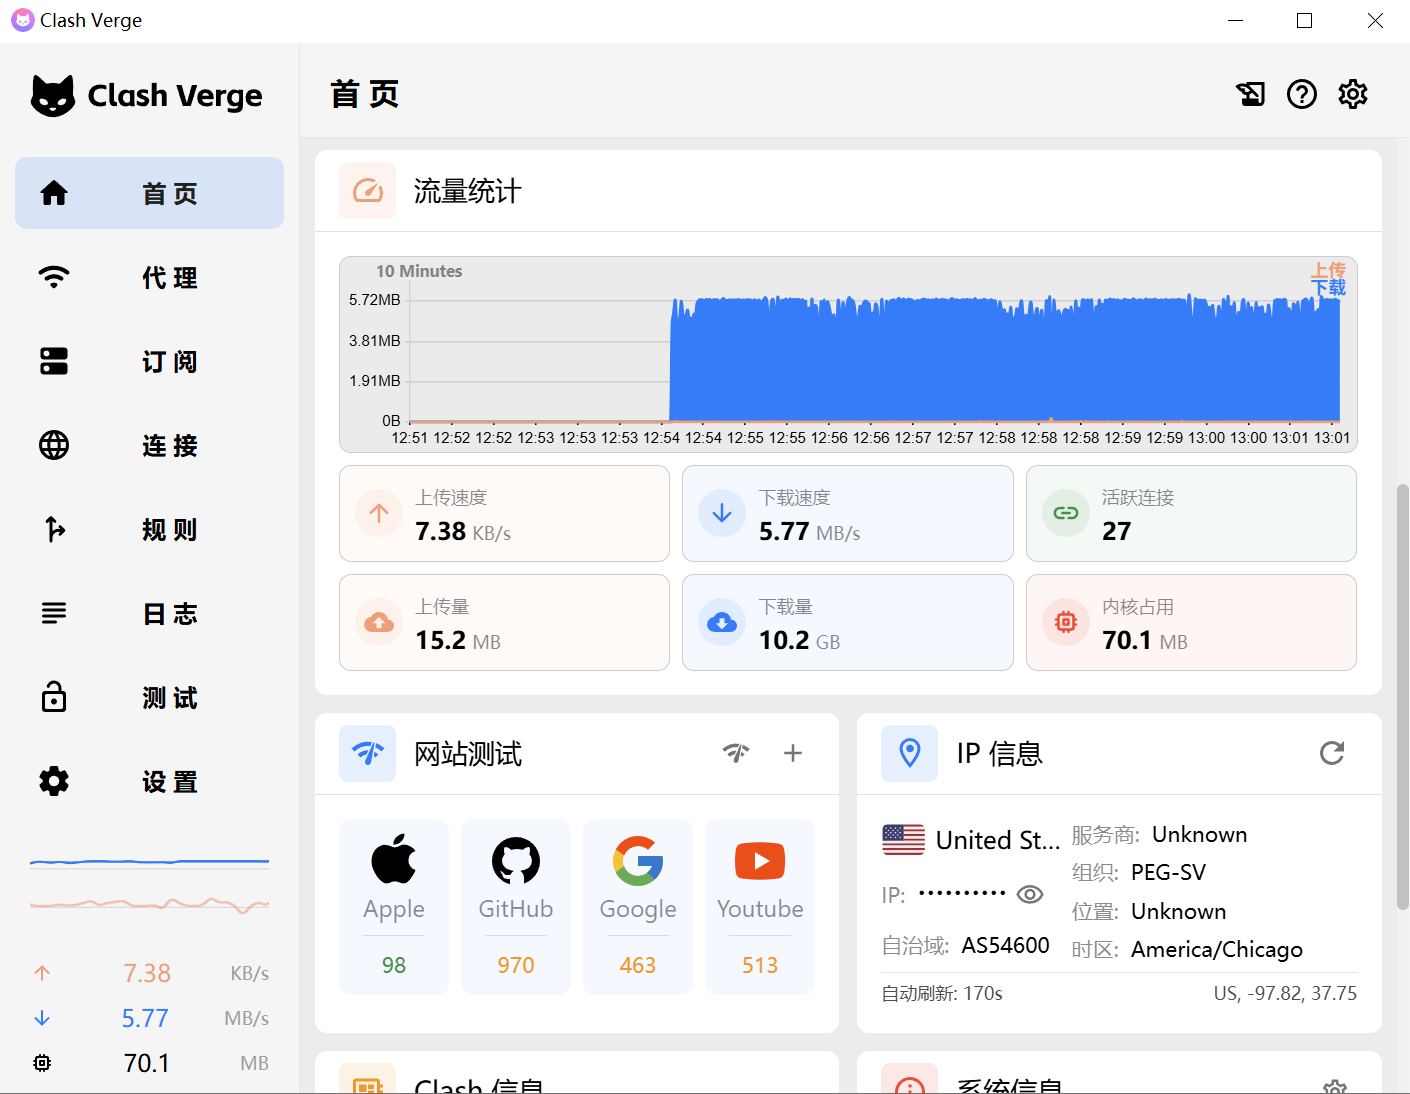 Clash Verge
Clash Verge
首 页
代 理
订 阅
连 接
规 则
日 志
测 试
设 置
7.38 KB/s
5.77 MB/s
70.1 MB
首 页
流量统计
10 Minutes
上传
下载
5.72MB
3.81MB
1.91MB
0B
12:51 12:52 12:52 12:53 12:53 12:53 12:54 12:54 12:55 12:55 12:56 12:56 12:57 12:57 12:58 12:58 12:58 12:59 12:59 13:00 13:00 13:01 13:01
上传速度
7.38 KB/s
下载速度
5.77 MB/s
活跃连接
27
上传量
15.2 MB
下载量
10.2 GB
内核占用
70.1 MB
网站测试
Apple
98
GitHub
970
Google
463
Youtube
513
IP 信息
United St...
IP: ••••••••••
自治域: AS54600
服务商: Unknown
组织: PEG-SV
位置: Unknown
时区: America/Chicago
自动刷新: 170s
US, -97.82, 37.75
Clash 信息
系统信息